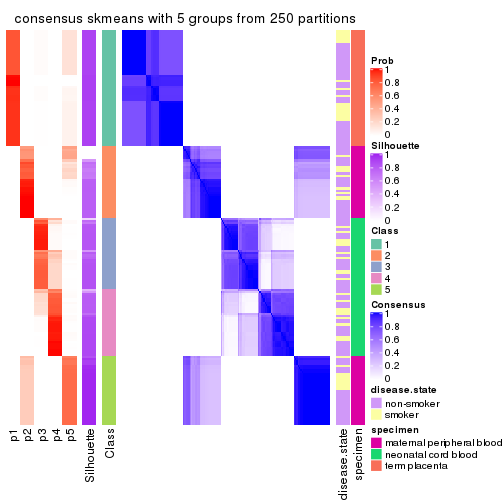 consensus skmeans with 5 groups from 250 partitions
p1
p2
p3
p4
p5
Silhouette
Class
disease.state
specimen
Prob
1
0.8
0.6
0.4
0.2
0
Silhouette
1
0.8
0.6
0.4
0.2
0
Class
1
2
3
4
5
Consensus
1
0.8
0.6
0.4
0.2
0
disease.state
non-smoker
smoker
specimen
maternal peripheral blood
neonatal cord blood
term placenta